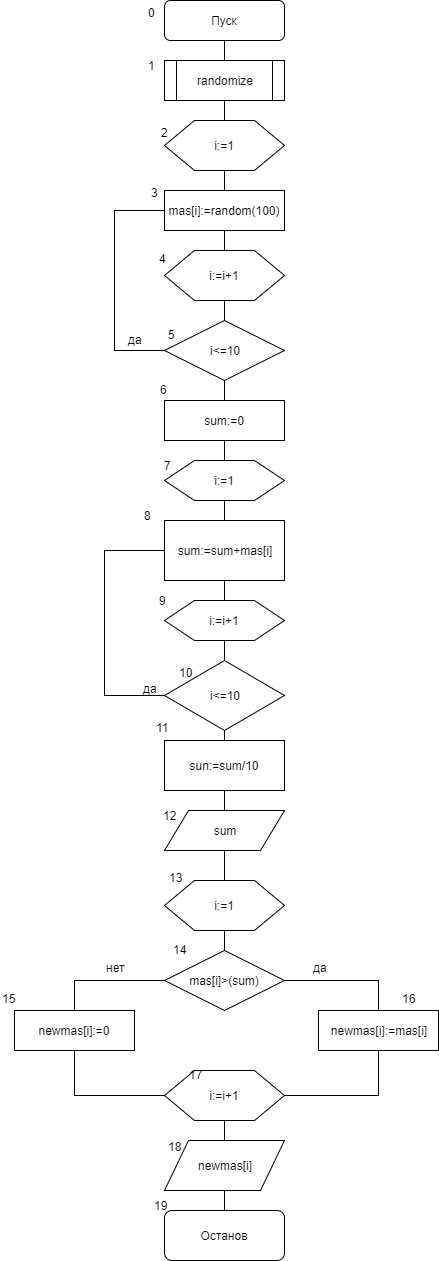 0
Пуск
1
randomize
2
i:=1
3
mas[i]:=random(100)
4
i:=i+1
5
да
i<=10
6
sum:=0
7
i:=1
8
sum:=sum+mas[i]
9
i:=i+1
10
да
i<=10
11
sun:=sum/10
12
sum
13
i:=1
14
mas[i]>(sum)
нет
да
15
newmas[i]:=0
16
newmas[i]:=mas[i]
17
i:=i+1
18
newmas[i]
19
Останов